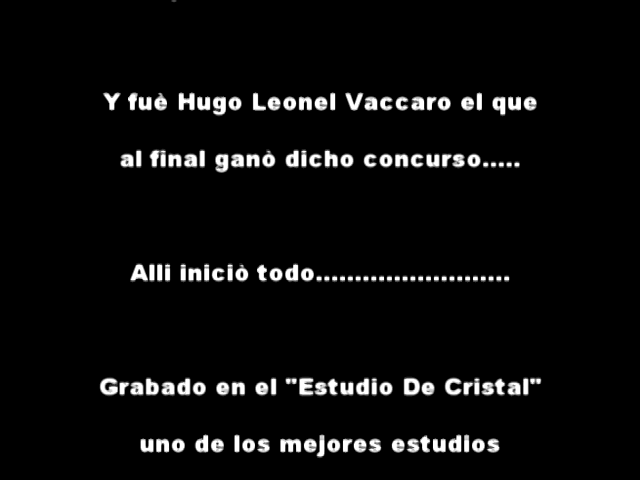 Y fuè Hugo Leonel Vaccaro el que
al final ganò dicho concurso.....
Alli iniciò todo.........................
Grabado en el "Estudio De Cristal"
uno de los mejores estudios